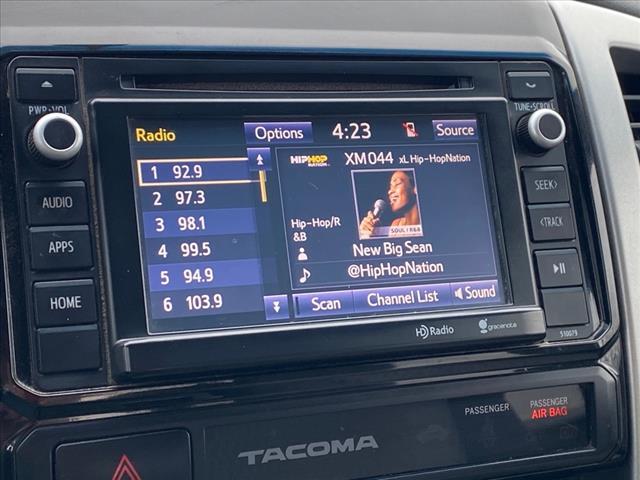 PWR·VOL
AUDIO
APPS
HOME
Radio
Options
4:23
Source
1 92.9
2 97.3
3 98.1
4 99.5
5 94.9
6 103.9
HIPHOP NATION
XM044 xL Hip-HopNation
SOUL / R&B
Hip-Hop/R
&B
New Big Sean
@HipHopNation
Scan
Channel List
Sound
HD Radio
gracenote
TUNE·SCROLL
SEEK>
<TRACK
510079
PASSENGER
PASSENGER
AIR BAG
TACOMA